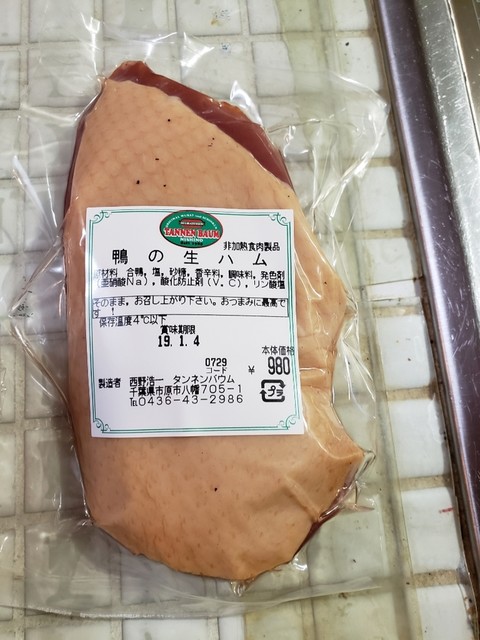 TANNEN BAUM
NISHINO
非加熱食肉製品
鴨の生ハム
原材料 合鴨, 塩, 砂糖, 香辛料, 調味料, 発色剤
(亜硝酸Na), 酸化防止剤(V.C), リン酸塩
そのまま, お召し上がり下さい。おつまみに最高で
す!
保存温度4℃以下
賞味期限
19.1.4
本体価格
0729
コード
¥ 980
製造者 西野浩一 タンネンバウム
千葉県市原市八幡705-1
℡0436-43-2986
プラ